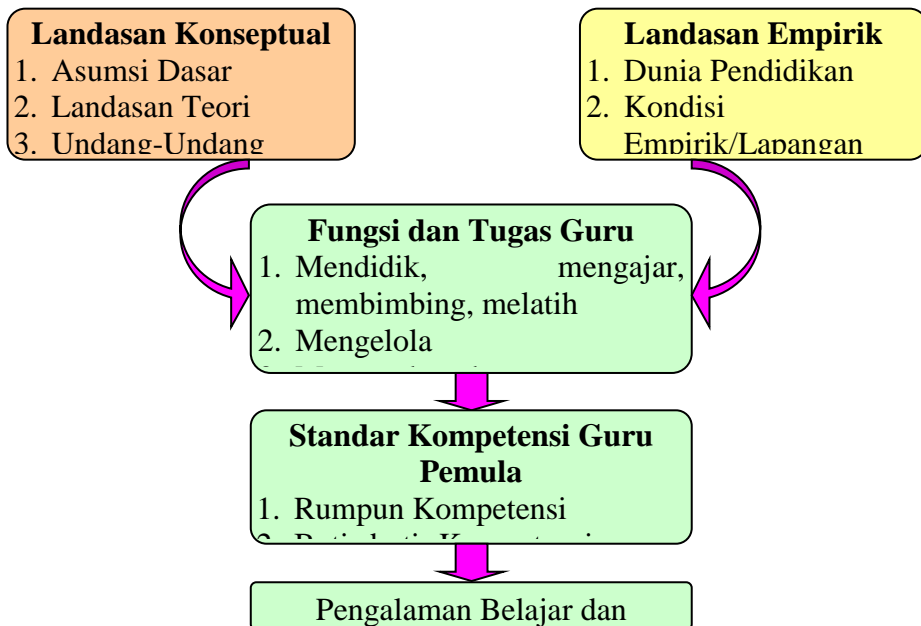 Landasan Konseptual
1. Asumsi Dasar
2. Landasan Teori
3. Undang-Undang
Landasan Empirik
1. Dunia Pendidikan
2. Kondisi
Empirik/Lapangan
Fungsi dan Tugas Guru
1. Mendidik, mengajar,
membimbing, melatih
2. Mengelola
Standar Kompetensi Guru
Pemula
1. Rumpun Kompetensi
Pengalaman Belajar dan